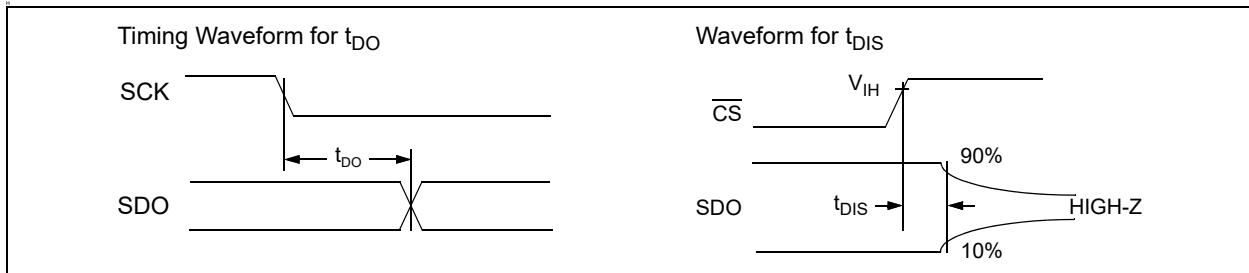 Timing Waveform for tDO
SCK
tDO
SDO
Waveform for tDIS
VIH
CS
90%
SDO
tDIS
HIGH-Z
10%